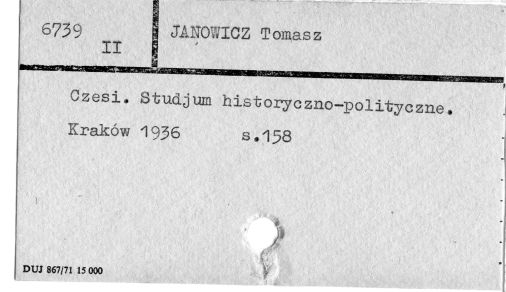 6739
II
JANOWICZ Tomasz
Czesi. Studjum historyczno-polityczne.
Kraków 1936 s.158
DUJ 867/71 15 000